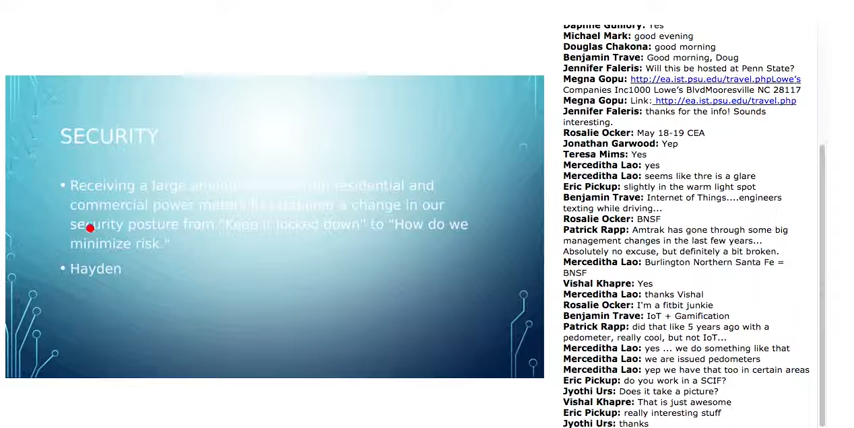 SECURITY
• Receiving a large residential and
commercial power a change in our
security posture from "Keep it locked down" to "How do we
minimize risk."
• Hayden
Daphne Guillory: Yes
Michael Mark: good evening
Douglas Chakona: good morning
Benjamin Trave: Good morning, Doug
Jennifer Faleris: Will this be hosted at Penn State?
Megna Gopu: http://ea.ist.psu.edu/travel.phpLowe's
Companies Inc1000 Lowe's BlvdMooresville NC 28117
Megna Gopu: Link: http://ea.ist.psu.edu/travel.php
Jennifer Faleris: thanks for the info! Sounds
interesting.
Rosalie Ocker: May 18-19 CEA
Jonathan Garwood: Yep
Teresa Mims: Yes
Merceditha Lao: yes
Merceditha Lao: seems like thre is a glare
Eric Pickup: slightly in the warm light spot
Benjamin Trave: Internet of Things....engineers
texting while driving...
Rosalie Ocker: BNSF
Patrick Rapp: Amtrak has gone through some big
management changes in the last few years...
Absolutely no excuse, but definitely a bit broken.
Merceditha Lao: Burlington Northern Santa Fe =
BNSF
Vishal Khapre: Yes
Merceditha Lao: thanks Vishal
Rosalie Ocker: I'm a fitbit junkie
Benjamin Trave: IoT + Gamification
Patrick Rapp: did that like 5 years ago with a
pedometer, really cool, but not IoT...
Merceditha Lao: yes ... we do something like that
Merceditha Lao: we are issued pedometers
Merceditha Lao: yep we have that too in certain areas
Eric Pickup: do you work in a SCIF?
Jyothi Urs: Does it take a picture?
Vishal Khapre: That is just awesome
Eric Pickup: really interesting stuff
Jyothi Urs: thanks